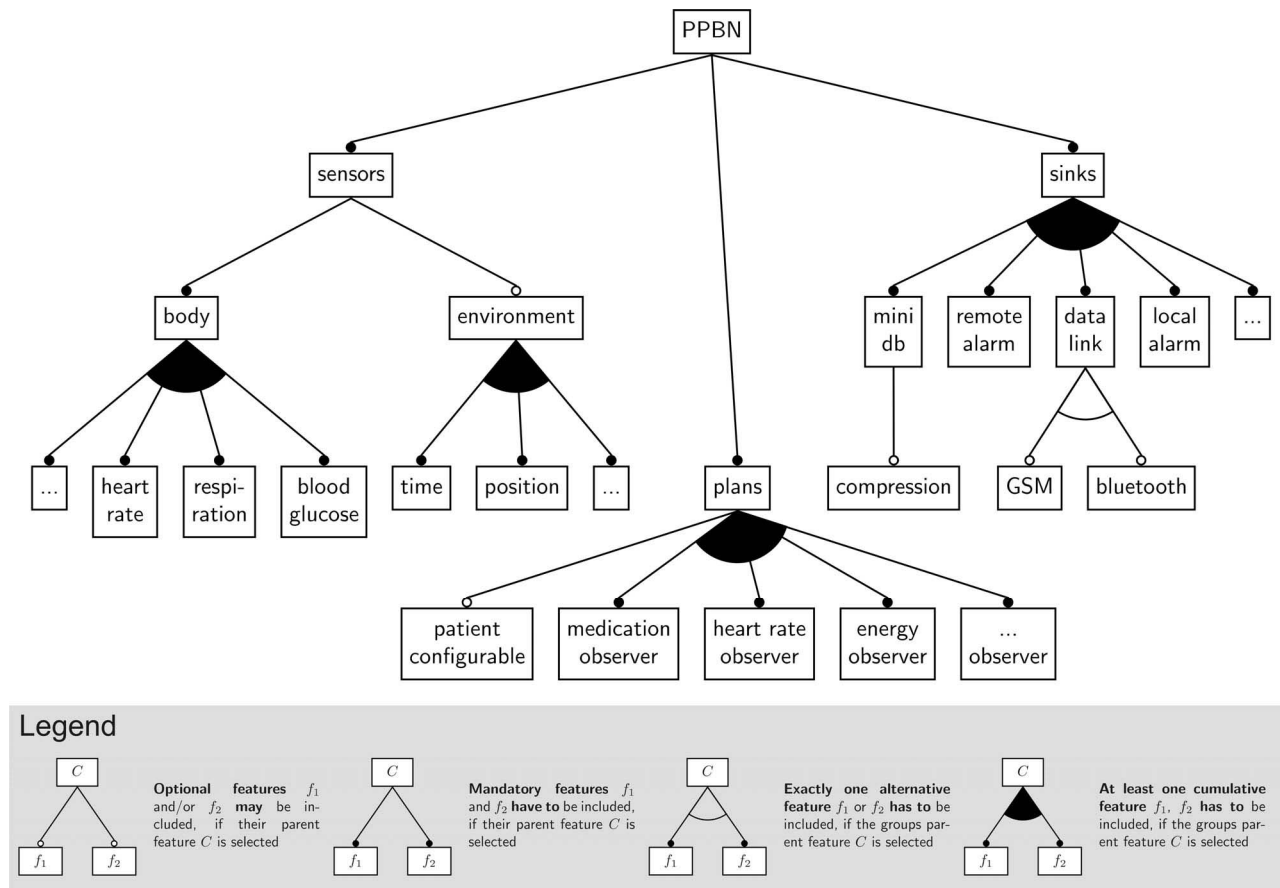 PPBN
sensors
sinks
body
environment
mini
db
remote
alarm
data
link
local
alarm
...
...
heart
rate
respi-
ration
blood
glucose
time
position
...
plans
compression
GSM
bluetooth
patient
configurable
medication
observer
heart rate
observer
energy
observer
...
observer
Legend
C
f1
f2
Optional features f1
and/or f2 may be in-
cluded, if their parent
feature C is selected
C
f1
f2
Mandatory features f1
and f2 have to be included,
if their parent feature C is
selected
C
f1
f2
Exactly one alternative
feature f1 or f2 has to be
included, if the groups par-
ent feature C is selected
C
f1
f2
At least one cumulative
feature f1, f2 has to be
included, if the groups par-
ent feature C is selected